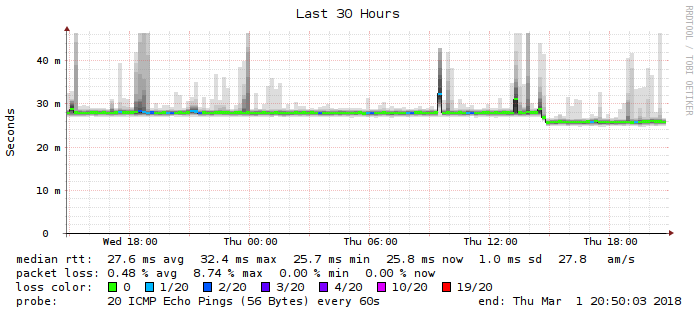 Last 30 Hours
RRDTOOL / TOBI OETIKER
Seconds
40 m
30 m
20 m
10 m
0
Wed 18:00 Thu 00:00 Thu 06:00 Thu 12:00 Thu 18:00
median rtt: 27.6 ms avg 32.4 ms max 25.7 ms min 25.8 ms now 1.0 ms sd 27.8 am/s
packet loss: 0.48 % avg 8.74 % max 0.00 % min 0.00 % now
loss color: 0 1/20 2/20 3/20 4/20 10/20 19/20
probe: 20 ICMP Echo Pings (56 Bytes) every 60s end: Thu Mar 1 20:50:03 2018